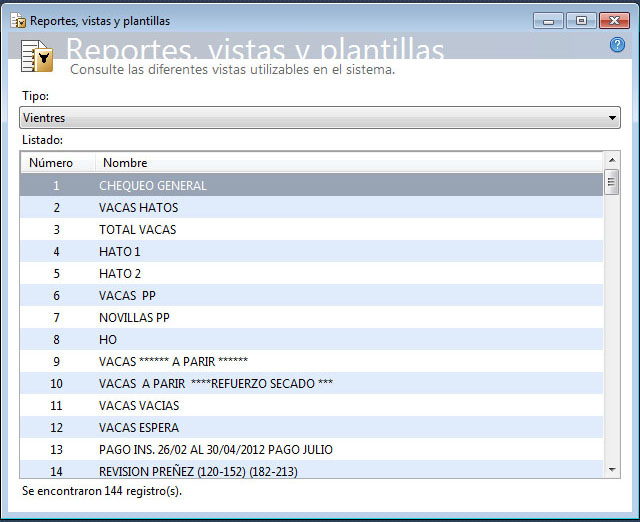 Reportes, vistas y plantillas
Reportes, vistas y plantillas
Consulte las diferentes vistas utilizables en el sistema.
Tipo:
Vientres
Listado:
Número Nombre
1 CHEQUEO GENERAL
2 VACAS HATOS
3 TOTAL VACAS
4 HATO 1
5 HATO 2
6 VACAS  PP
7 NOVILLAS PP
8 HO
9 VACAS ****** A PARIR ******
10 VACAS  A PARIR  ****REFUERZO SECADO ***
11 VACAS VACIAS
12 VACAS ESPERA
13 PAGO INS. 26/02 AL 30/04/2012 PAGO JULIO
14 REVISION PREÑEZ (120-152) (182-213)
Se encontraron 144 registro(s).